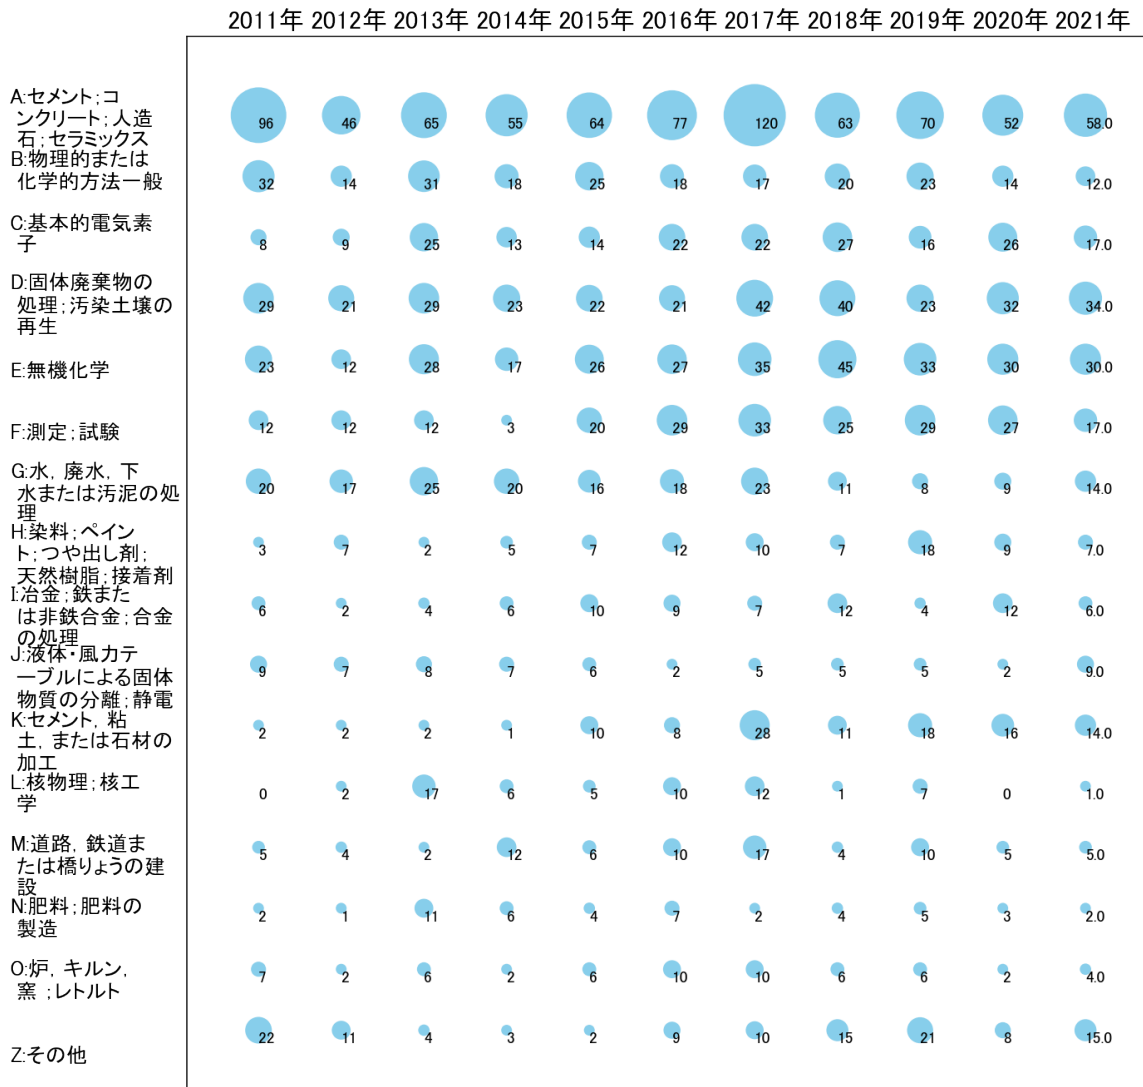 2011年 2012年 2013年 2014年 2015年 2016年 2017年 2018年 2019年 2020年 2021年
A:セメント;コ
ンクリート;人造
石;セラミックス
96 46 65 55 64 77 120 63 70 52 58.0
B:物理的または
化学的方法一般
32 14 31 18 25 18 17 20 23 14 12.0
C:基本的電気素
子
8 9 25 13 14 22 22 27 16 26 17.0
D:固体廃棄物の
処理;汚染土壌の
再生
29 21 29 23 22 21 42 40 23 32 34.0
E:無機化学
23 12 28 17 26 27 35 45 33 30 30.0
F:測定;試験
12 12 12 3 20 29 33 25 29 27 17.0
G:水, 廃水, 下
水または汚泥の処
理
20 17 25 20 16 18 23 11 8 9 14.0
H:染料;ペイン
ト;つや出し剤;
天然樹脂;接着剤
3 7 2 5 7 12 10 7 18 9 7.0
I:冶金;鉄また
は非鉄合金;合金
の処理
6 2 4 6 10 9 7 12 4 12 6.0
J:液体・風力テ
ーブルによる固体
物質の分離;静電
9 7 8 7 6 2 5 5 5 2 9.0
K:セメント, 粘
土, または石材の
加工
2 2 2 1 10 8 28 11 18 16 14.0
L:核物理;核工
学
0 2 17 6 5 10 12 1 7 0 1.0
M:道路, 鉄道ま
たは橋りょうの建
設
5 4 2 12 6 10 17 4 10 5 5.0
N:肥料;肥料の
製造
2 1 11 6 4 7 2 4 5 3 2.0
O:炉, キルン,
窯 ;レトルト
7 2 6 2 6 10 10 6 6 2 4.0
Z:その他
22 11 4 3 2 9 10 15 21 8 15.0